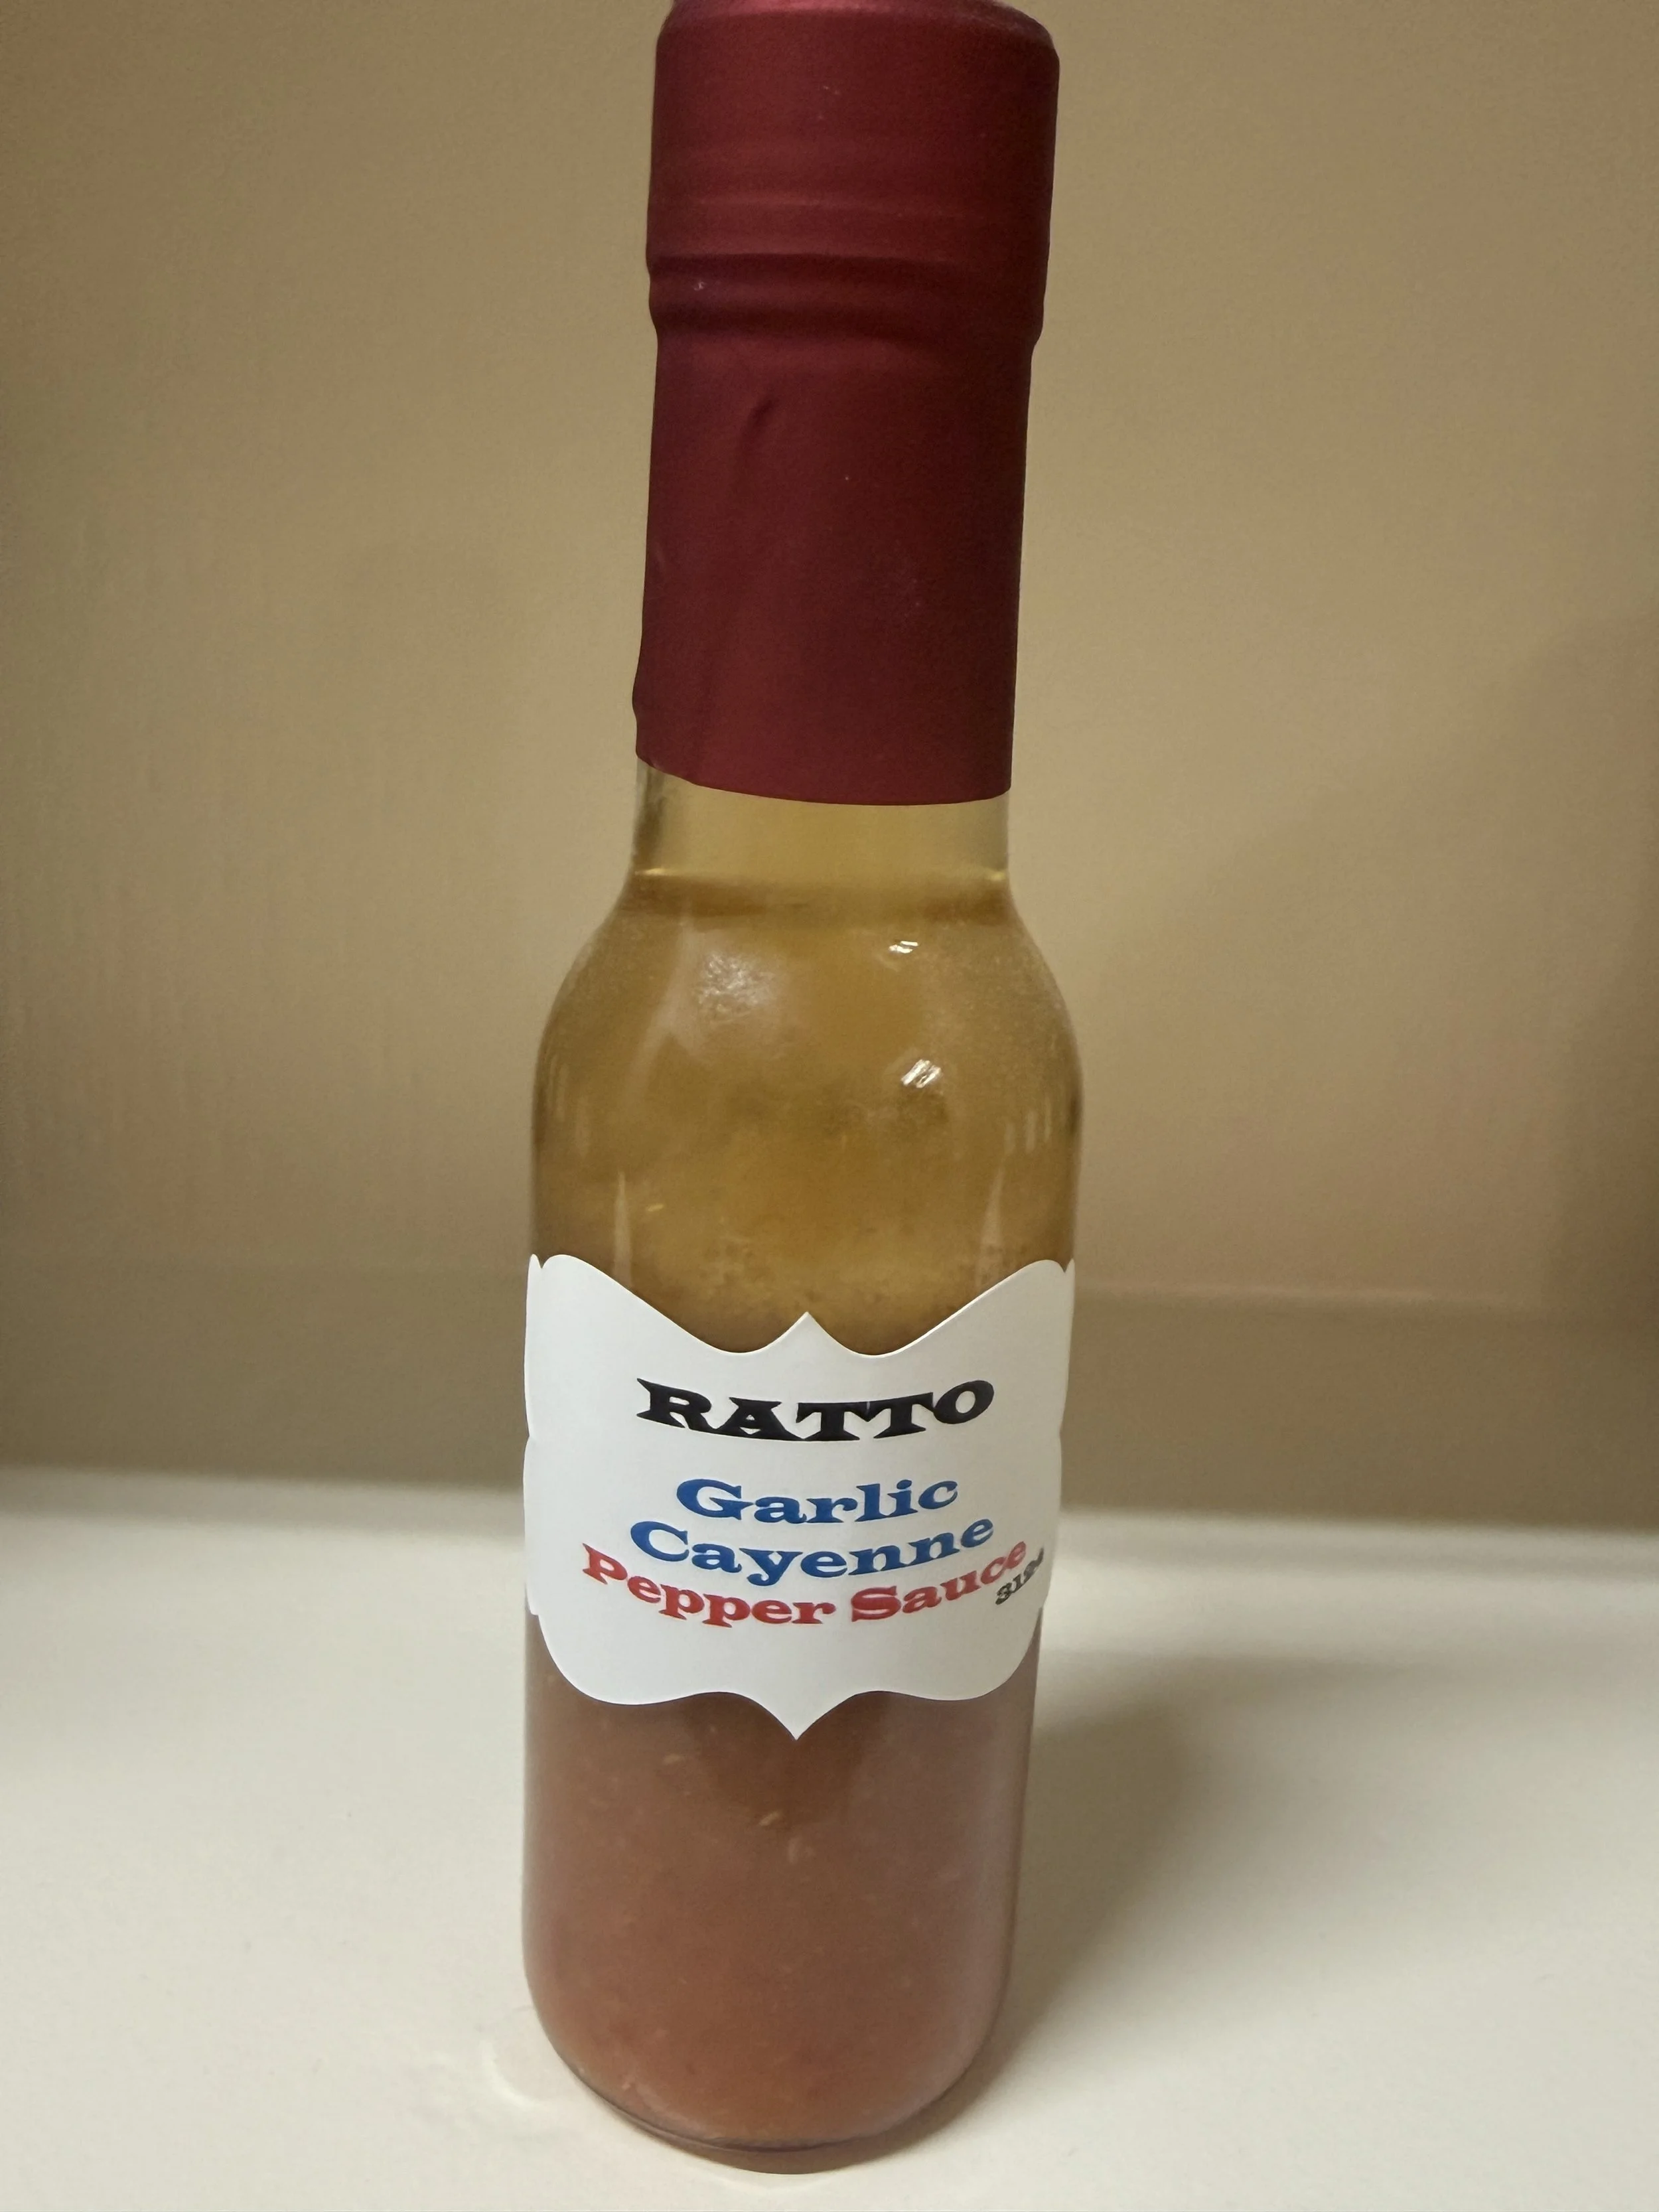 RATTO
Garlic
Cayenne
Pepper Sauce